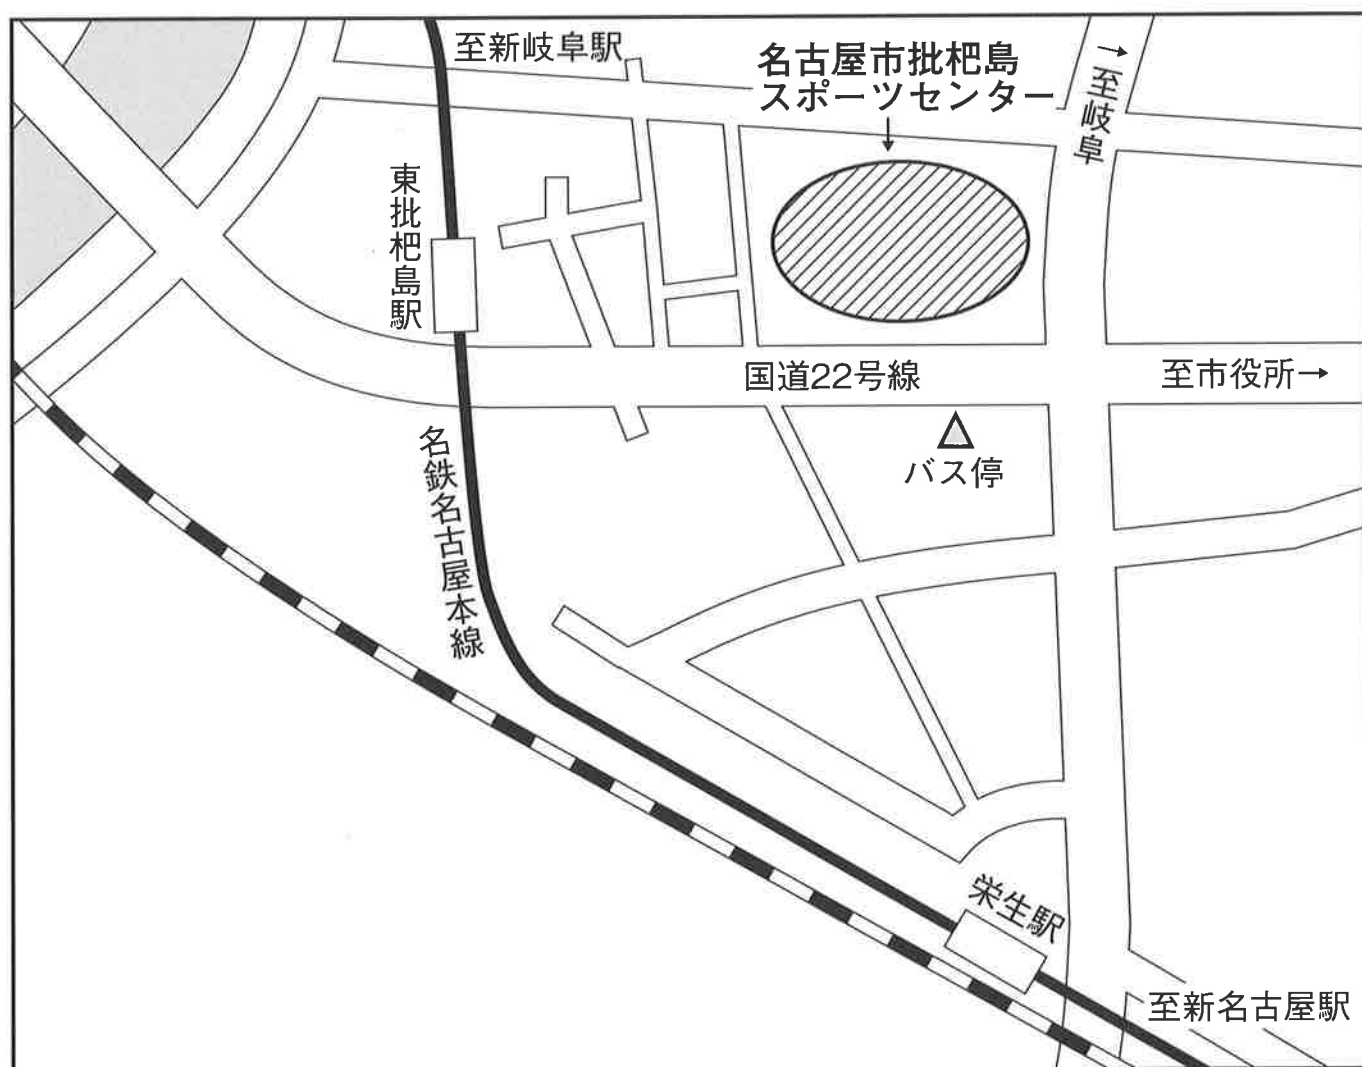 至新岐阜駅
名古屋市批杷島
スポーツセンター
→
至岐阜
東批杷島駅
国道22号線
至市役所→
バス停
名鉄名古屋本線
栄生駅
至新名古屋駅